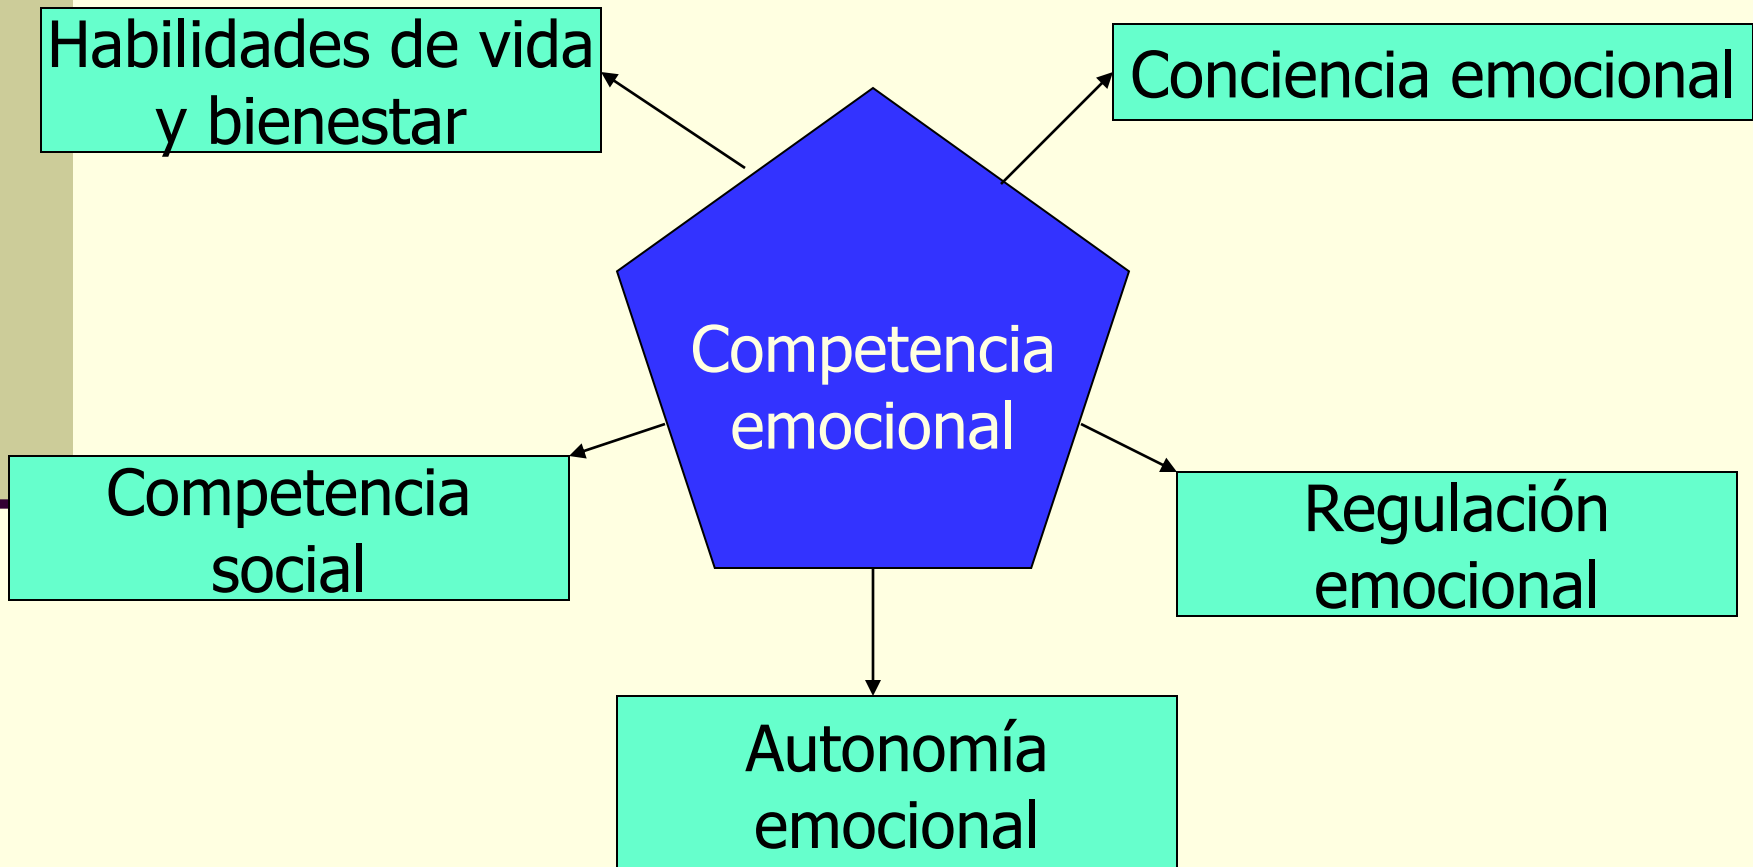 Habilidades de vida
y bienestar
Conciencia emocional
Competencia
emocional
Competencia
social
Regulación
emocional
Autonomía
emocional